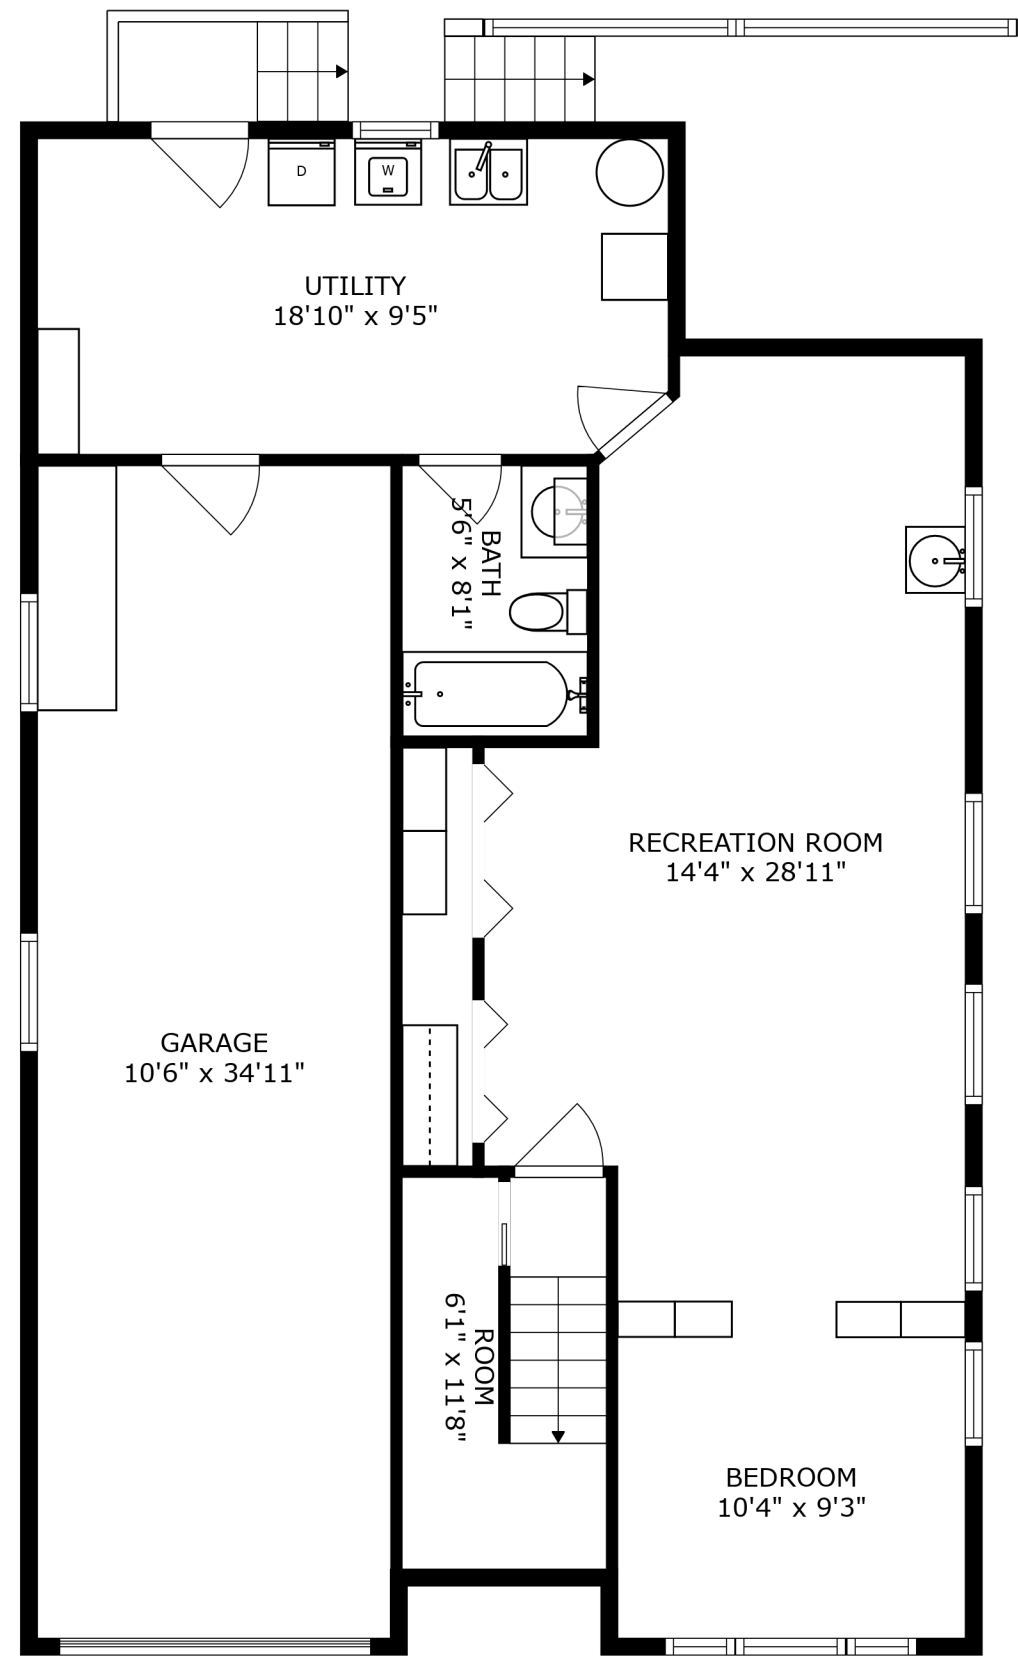 D
W
UTILITY
18'10" x 9'5"
BATH
5'6" x 8'1"
RECREATION ROOM
14'4" x 28'11"
GARAGE
10'6" x 34'11"
ROOM
6'1" x 11'8"
BEDROOM
10'4" x 9'3"